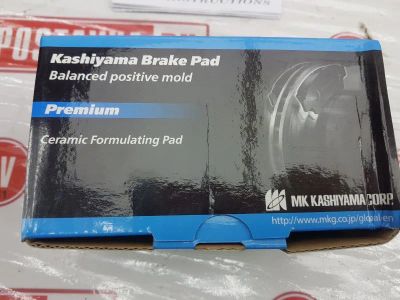 INSTRUCTIONS
Kashiyama Brake Pad
Balanced positive mold
Premium
Ceramic Formulating Pad
MK KASHIYAMA CORP.
http://www.mkg.co.jp/global-en